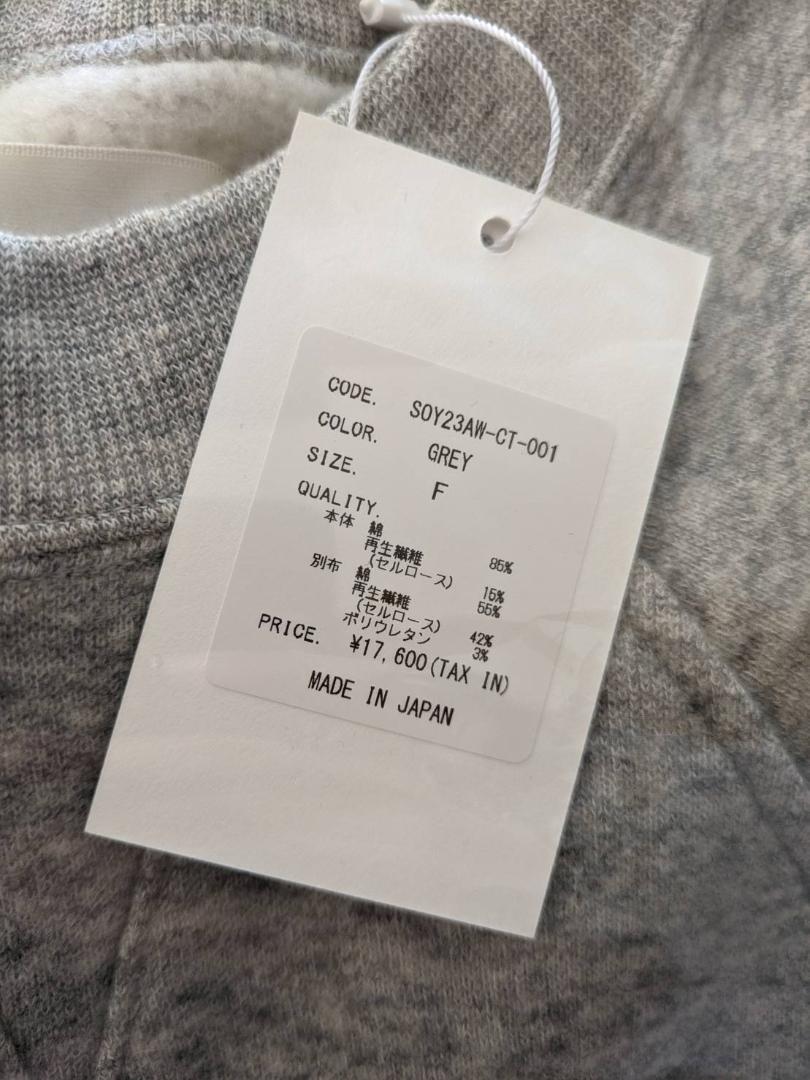 CODE. SOY23AW-CT-001
COLOR. GREY
SIZE. F
QUALITY.
本体 綿 85%
再生繊維
(セルロース) 15%
別布 綿 55%
再生繊維
(セルロース) 42%
ポリウレタン 3%
PRICE. ¥17,600(TAX IN)
MADE IN JAPAN